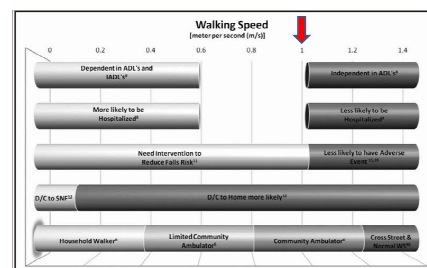 Walking Speed
[meter per second (m/s)]
0 0.2 0.4 0.6 0.8 1 1.2 1.4
Dependent in ADL's and
IADL's
Independent in ADL's
More likely to be
Hospitalized
Less likely to be
Hospitalized
Need Intervention to
Reduce Falls Risk
Less likely to have Adverse
Event
D/C to SNF
D/C to Home more likely
Household Walker
Limited Community
Ambulator
Community Ambulator
Cross Street &
Normal WS